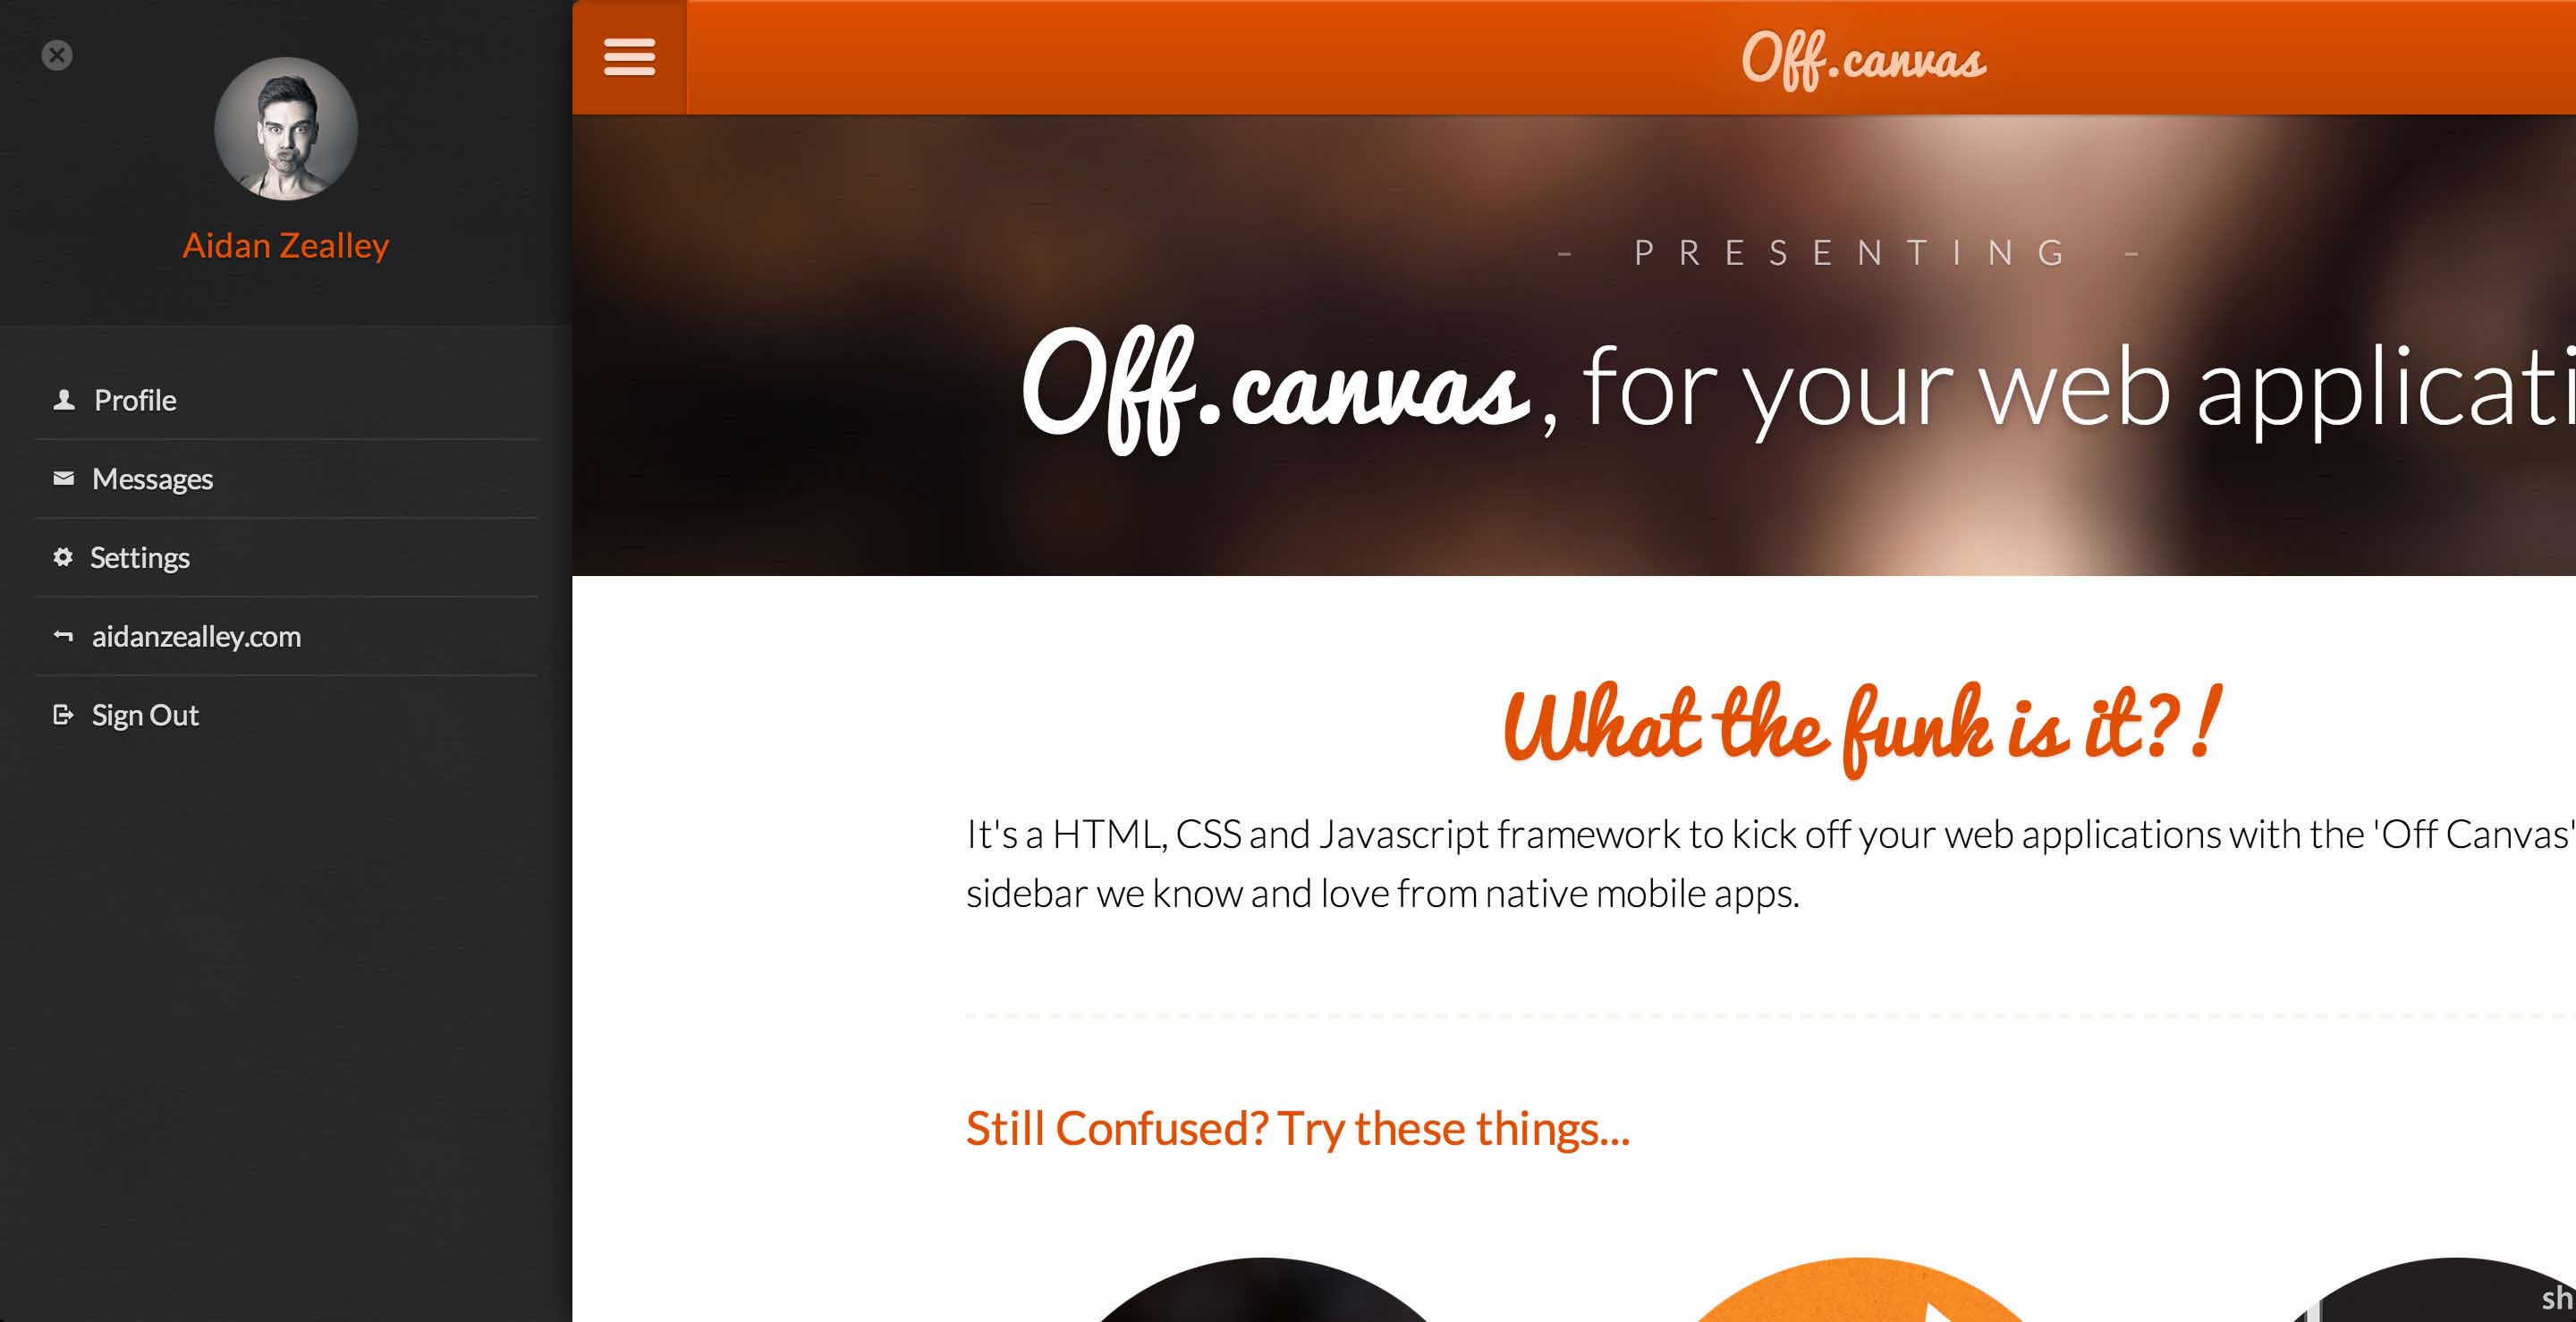 Aidan Zealley
Profile
Messages
Settings
aidanzealley.com
Sign Out
Off.canvas
- PRESENTING -
Off.canvas, for your web applicati
What the funk is it?!
It's a HTML, CSS and Javascript framework to kick off your web applications with the 'Off Canvas'
sidebar we know and love from native mobile apps.
Still Confused? Try these things...
sh